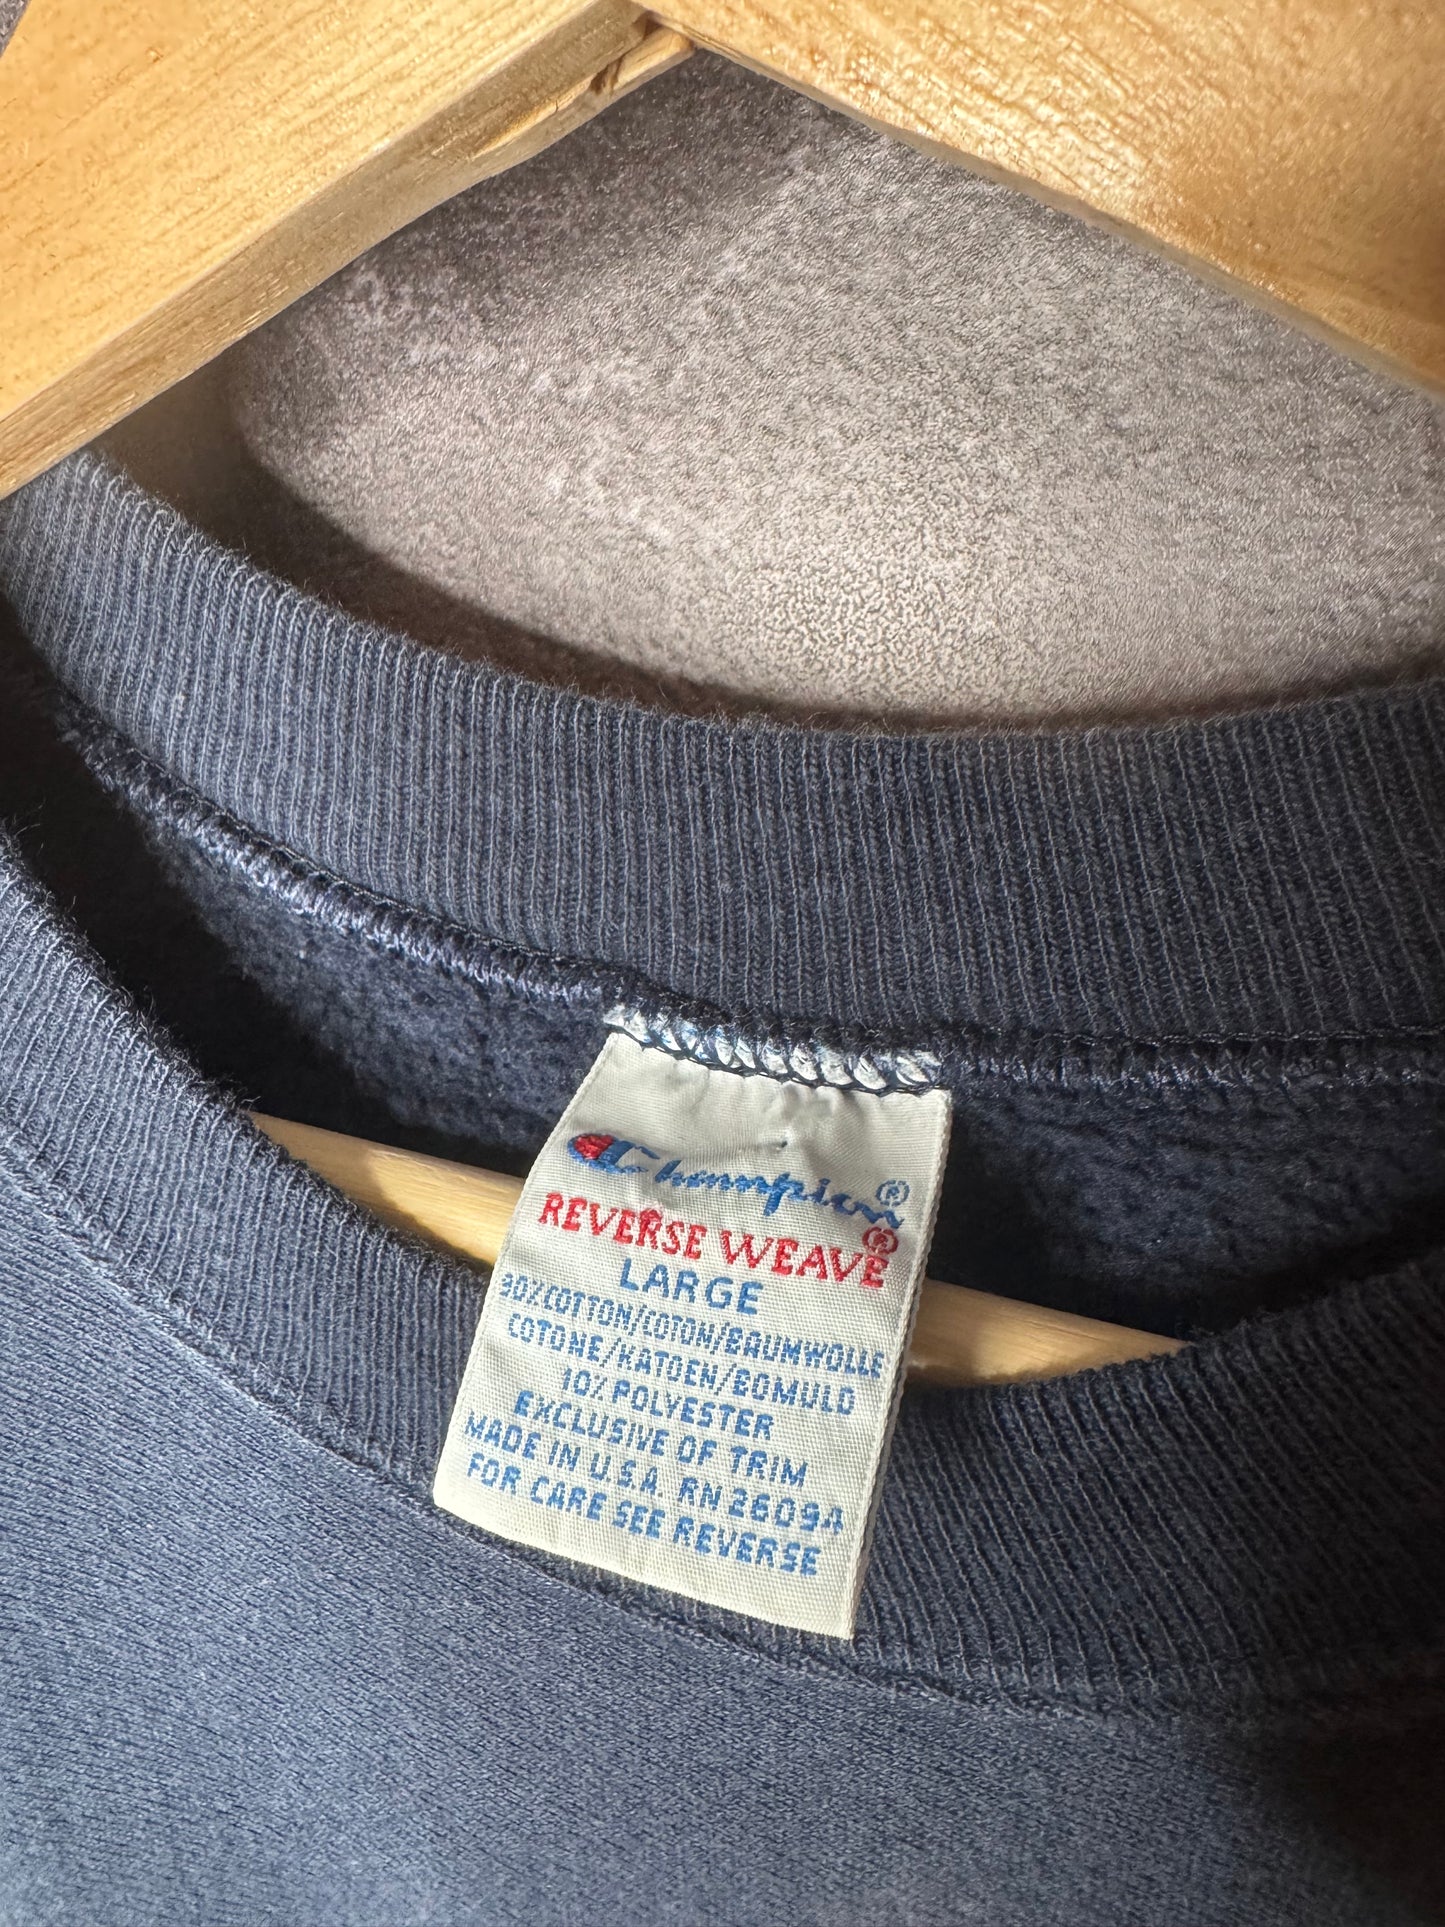 Champion®
REVERSE WEAVE®
LARGE
90%COTTON/COTON/BAUMWOLLE
COTONE/KATOEN/BOMULD
10% POLYESTER
EXCLUSIVE OF TRIM
MADE IN U.S.A. RN 26094
FOR CARE SEE REVERSE